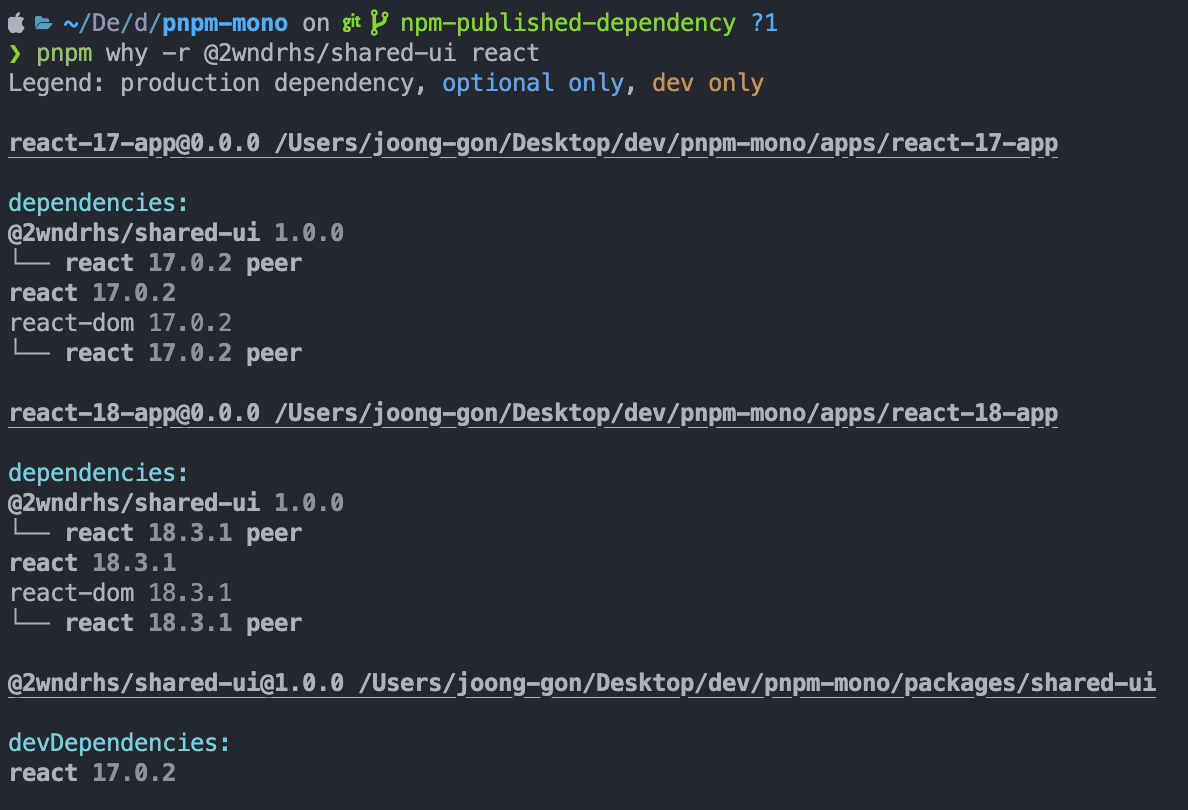 ~/De/d/pnpm-mono on git npm-published-dependency ?1
❯ pnpm why -r @2wndrhs/shared-ui react
Legend: production dependency, optional only, dev only
react-17-app@0.0.0 /Users/joong-gon/Desktop/dev/pnpm-mono/apps/react-17-app
dependencies:
@2wndrhs/shared-ui 1.0.0
└── react 17.0.2 peer
react 17.0.2
react-dom 17.0.2
└── react 17.0.2 peer
react-18-app@0.0.0 /Users/joong-gon/Desktop/dev/pnpm-mono/apps/react-18-app
dependencies:
@2wndrhs/shared-ui 1.0.0
└── react 18.3.1 peer
react 18.3.1
react-dom 18.3.1
└── react 18.3.1 peer
@2wndrhs/shared-ui@1.0.0 /Users/joong-gon/Desktop/dev/pnpm-mono/packages/shared-ui
devDependencies:
react 17.0.2